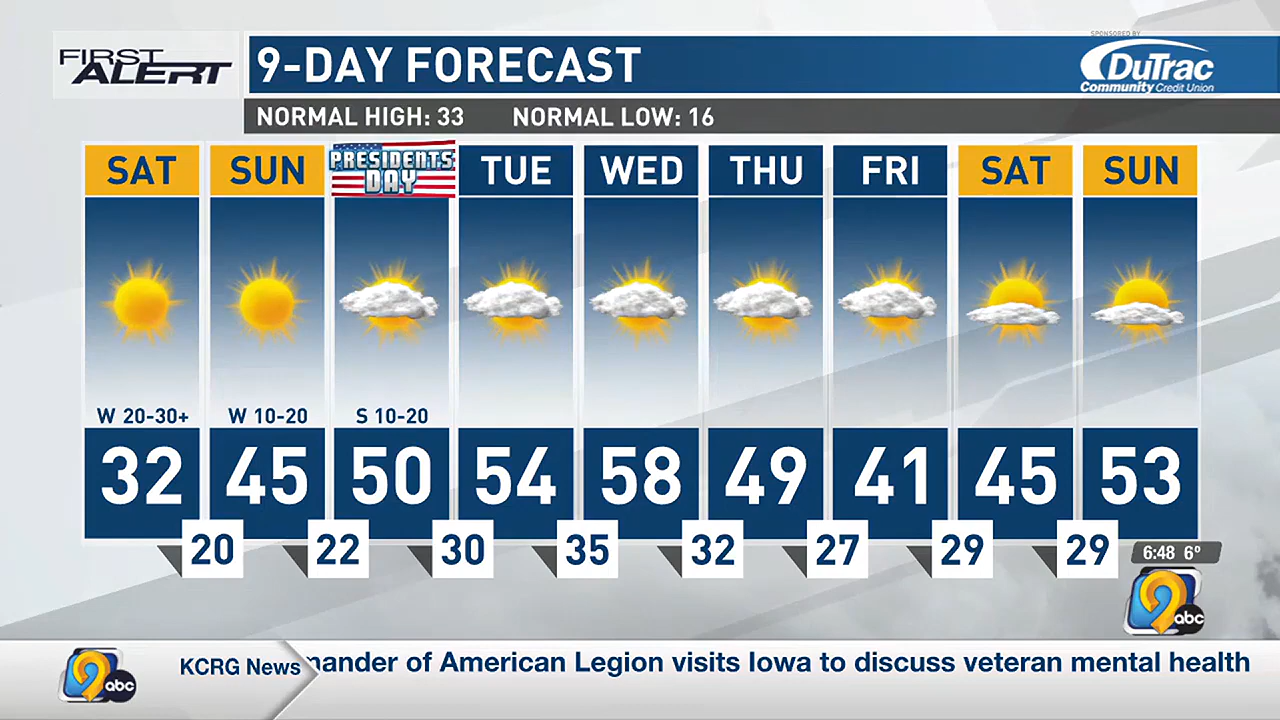 FIRST ALERT
9-DAY FORECAST
SPONSORED BY
DuTrac
Community Credit Union
NORMAL HIGH: 33 NORMAL LOW: 16
SAT SUN PRESIDENTS DAY TUE WED THU FRI SAT SUN
W 20-30+ W 10-20 S 10-20
32 45 50 54 58 49 41 45 53
20 22 30 35 32 27 29 29
6:48 6º
9 abc
9 abc KCRG News mander of American Legion visits Iowa to discuss veteran mental health